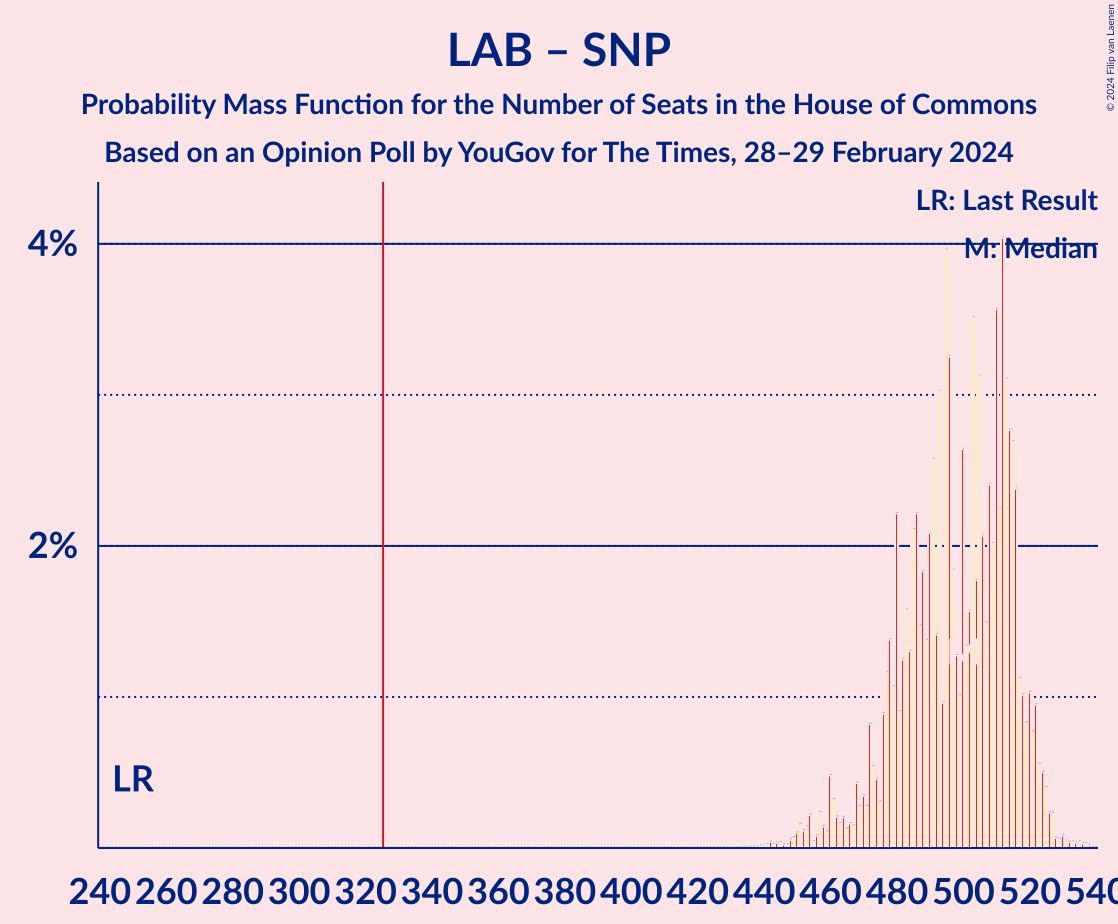 LAB – SNP
Probability Mass Function for the Number of Seats in the House of Commons
Based on an Opinion Poll by YouGov for The Times, 28–29 February 2024
© 2024 Filip van Laenen
LR: Last Result
M: Median
4%
2%
LR
240 260 280 300 320 340 360 380 400 420 440 460 480 500 520 540